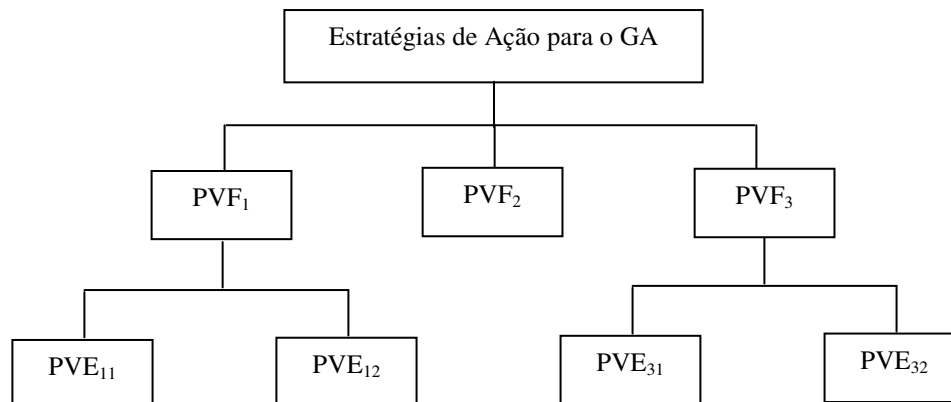 Estratégias de Ação para o GA
PVF₁
PVF₂
PVF₃
PVE₁₁
PVE₁₂
PVE₃₁
PVE₃₂